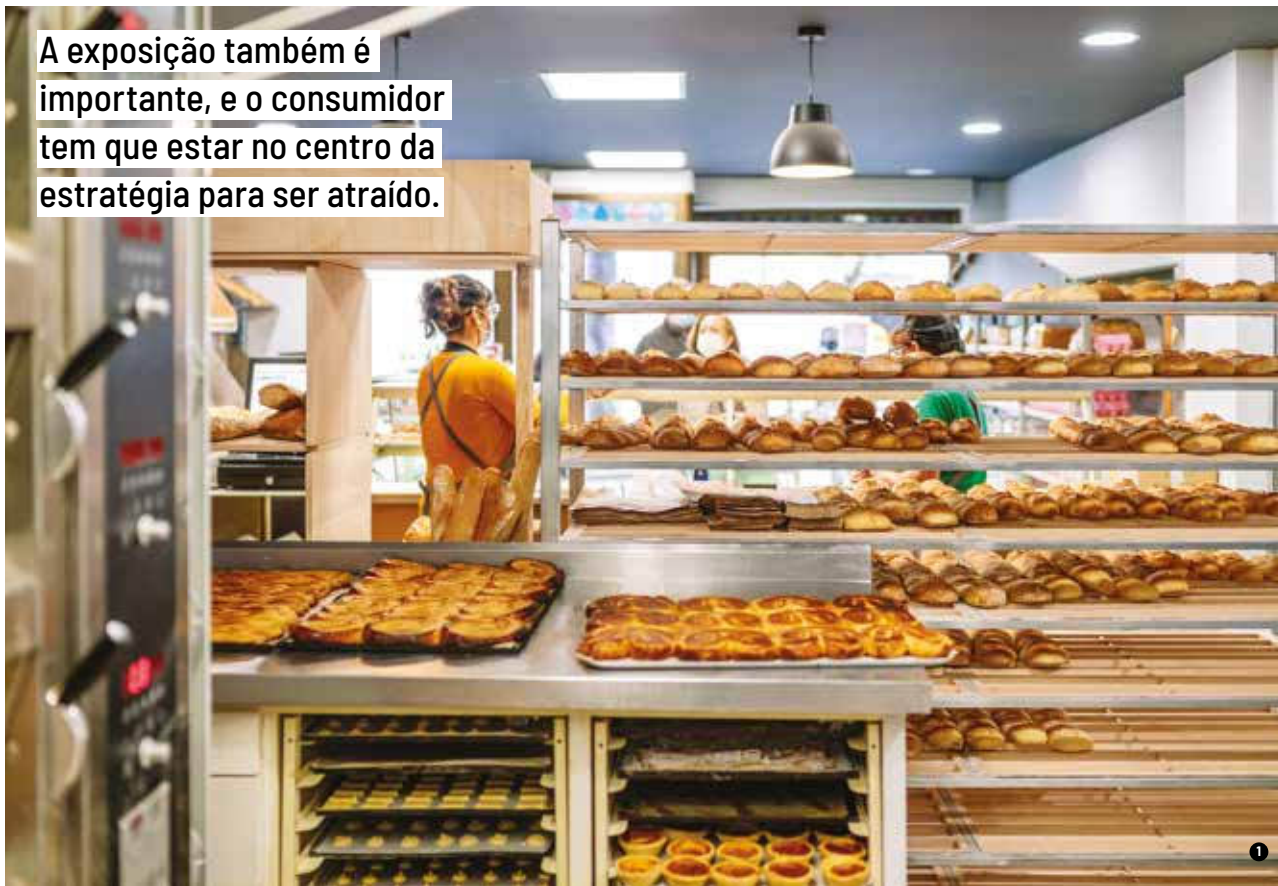 A exposição também é
importante, e o consumidor
tem que estar no centro da
estratégia para ser atraído.
1